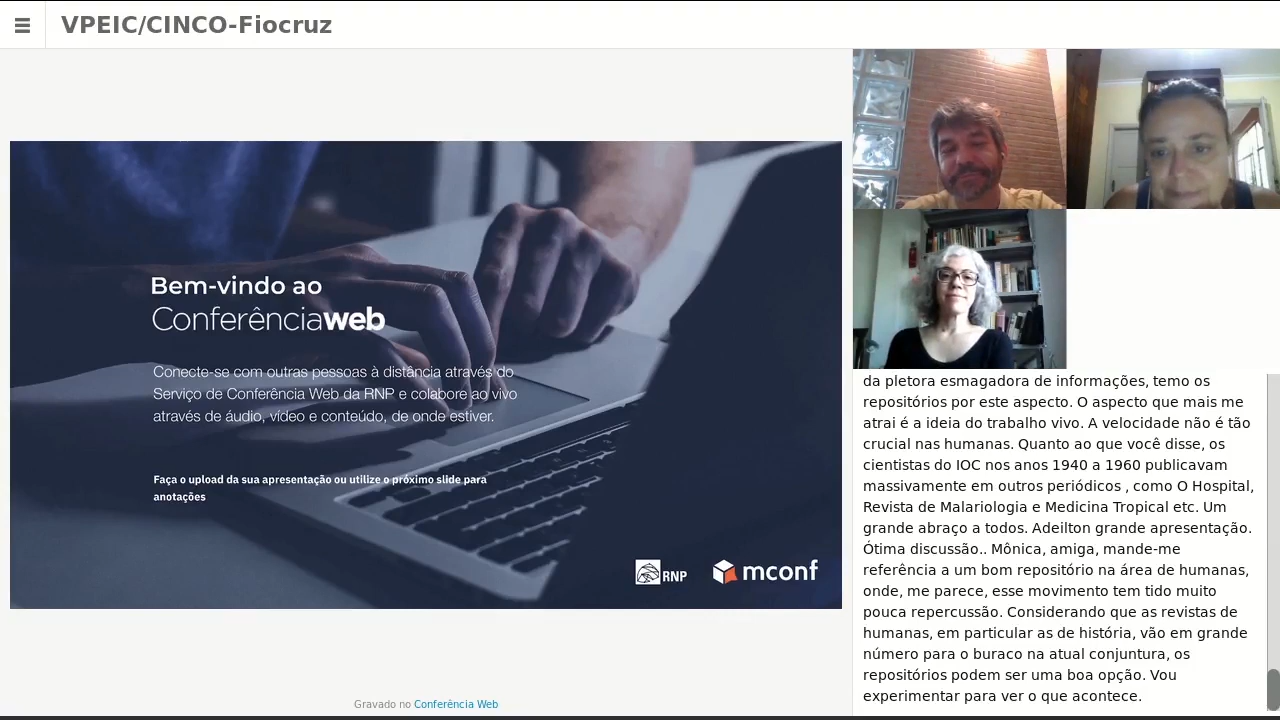 VPEIC/CINCO-Fiocruz
Bem-vindo ao
Conferênciaweb
Conecte-se com outras pessoas à distância através do
Serviço de Conferência Web da RNP e colabore ao vivo
através de áudio, vídeo e conteúdo, de onde estiver.
Faça o upload da sua apresentação ou utilize o próximo slide para
anotações
RNP mconf
Gravado no Conferência Web
da pletora esmagadora de informações, temo os
repositórios por este aspecto. O aspecto que mais me
atrai é a ideia do trabalho vivo. A velocidade não é tão
crucial nas humanas. Quanto ao que você disse, os
cientistas do IOC nos anos 1940 a 1960 publicavam
massivamente em outros periódicos , como O Hospital,
Revista de Malariologia e Medicina Tropical etc. Um
grande abraço a todos. Adeilton grande apresentação.
Ótima discussão.. Mônica, amiga, mande-me
referência a um bom repositório na área de humanas,
onde, me parece, esse movimento tem tido muito
pouca repercussão. Considerando que as revistas de
humanas, em particular as de história, vão em grande
número para o buraco na atual conjuntura, os
repositórios podem ser uma boa opção. Vou
experimentar para ver o que acontece.